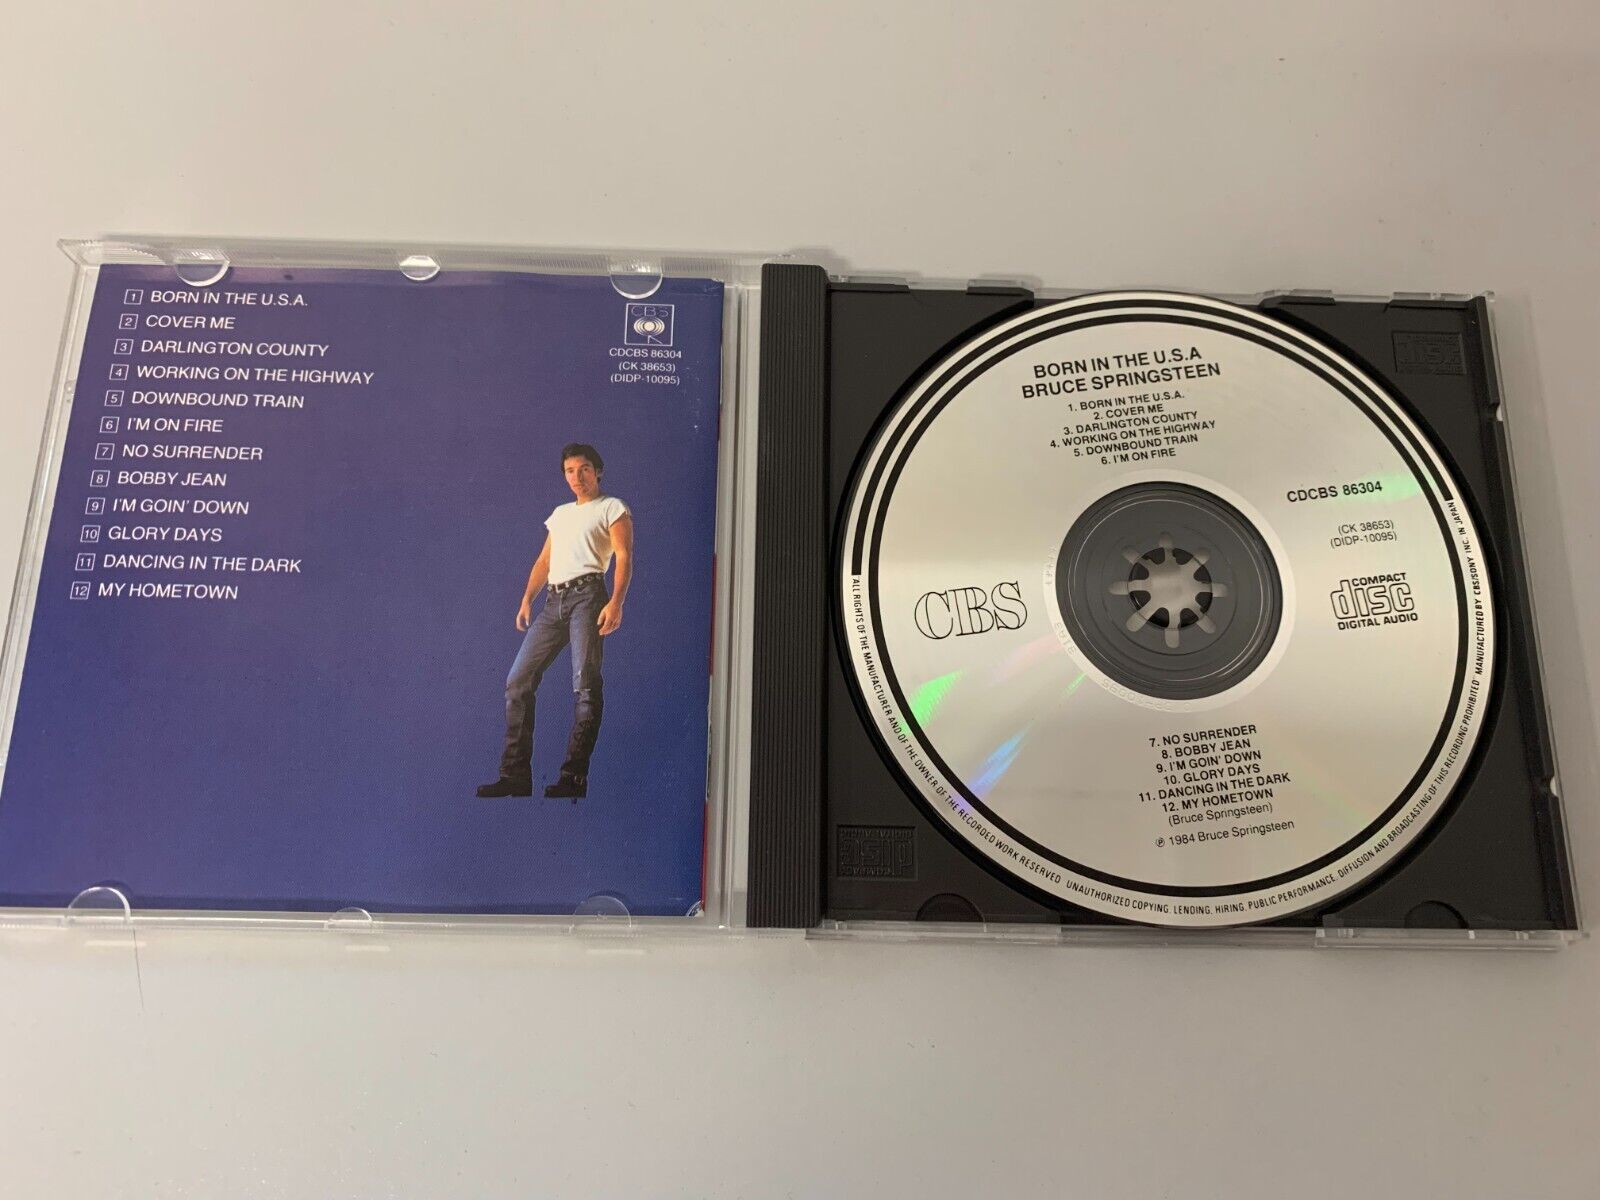 1 BORN IN THE U.S.A.
2 COVER ME
3 DARLINGTON COUNTY
4 WORKING ON THE HIGHWAY
5 DOWNBOUND TRAIN
6 I'M ON FIRE
7 NO SURRENDER
8 BOBBY JEAN
9 I'M GOIN' DOWN
10 GLORY DAYS
11 DANCING IN THE DARK
12 MY HOMETOWN
CBS
CDCBS 86304
(CK 38653)
(DIDP-10095)
BORN IN THE U.S.A
BRUCE SPRINGSTEEN
1. BORN IN THE U.S.A.
2. COVER ME
3. DARLINGTON COUNTY
4. WORKING ON THE HIGHWAY
5. DOWNBOUND TRAIN
6. I'M ON FIRE
CDCBS 86304
(CK 38653)
(DIDP-10095)
CBS
COMPACT
disc
DIGITAL AUDIO
7. NO SURRENDER
8. BOBBY JEAN
9. I'M GOIN' DOWN
10. GLORY DAYS
11. DANCING IN THE DARK
12. MY HOMETOWN
(Bruce Springsteen)
℗ 1984 Bruce Springsteen
"ALL RIGHTS OF THE MANUFACTURER AND OF THE OWNER OF THE RECORDED WORK RESERVED UNAUTHORIZED COPYING, LENDING, HIRING, PUBLIC PERFORMANCE, DIFFUSION AND BROADCASTING OF THIS RECORDING PROHIBITED" MANUFACTURED BY CBS/SONY INC. IN JAPAN
disc
COMPACT
disc